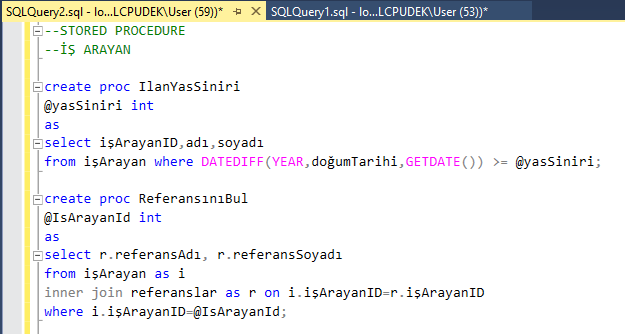 SQLQuery2.sql - lo...LCPUDEK\User (59))* SQLQuery1.sql - lo...LCPUDEK\User (53))*
--STORED PROCEDURE
--İŞ ARAYAN
create proc IlanYasSiniri
@yasSiniri int
as
select işArayanID,adı,soyadı
from işArayan where DATEDIFF(YEAR,doğumTarihi,GETDATE()) >= @yasSiniri;
create proc ReferansınıBul
@IsArayanId int
as
select r.referansAdı, r.referansSoyadı
from işArayan as i
inner join referanslar as r on i.işArayanID=r.işArayanID
where i.işArayanID=@IsArayanId;